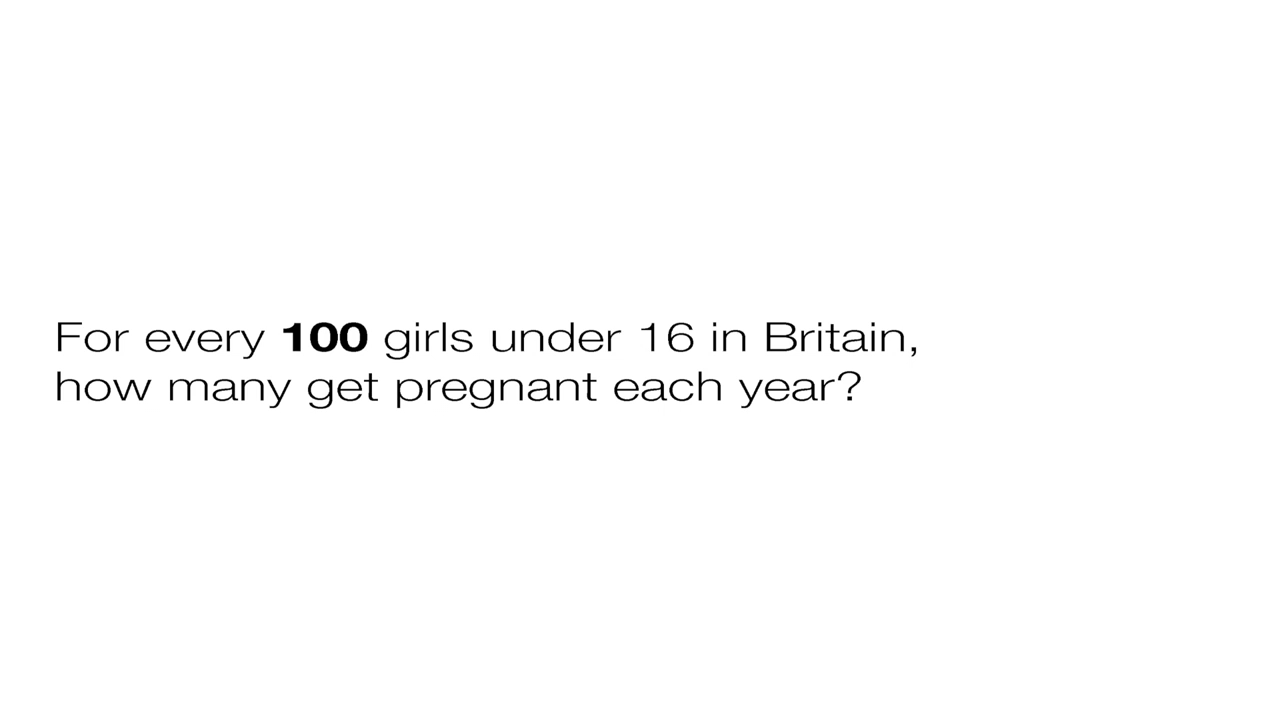 For every 100 girls under 16 in Britain,
how many get pregnant each year?